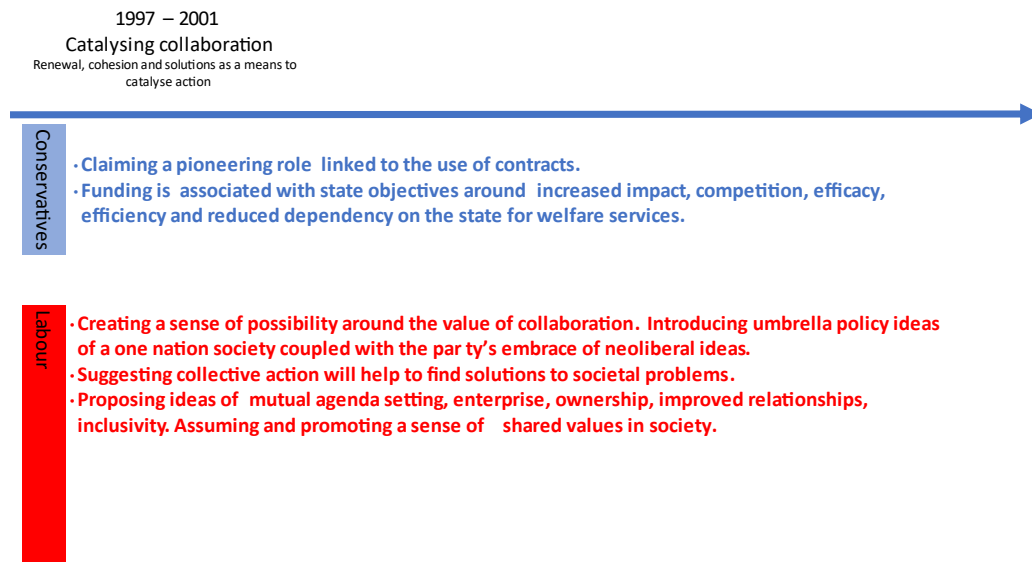 1997 – 2001
Catalysing collaboration
Renewal, cohesion and solutions as a means to
catalyse action
Conservatives
· Claiming a pioneering role linked to the use of contracts.
· Funding is associated with state objectives around increased impact, competition, efficacy,
efficiency and reduced dependency on the state for welfare services.
Labour
· Creating a sense of possibility around the value of collaboration. Introducing umbrella policy ideas
of a one nation society coupled with the par ty's embrace of neoliberal ideas.
· Suggesting collective action will help to find solutions to societal problems.
· Proposing ideas of mutual agenda setting, enterprise, ownership, improved relationships,
inclusivity. Assuming and promoting a sense of shared values in society.